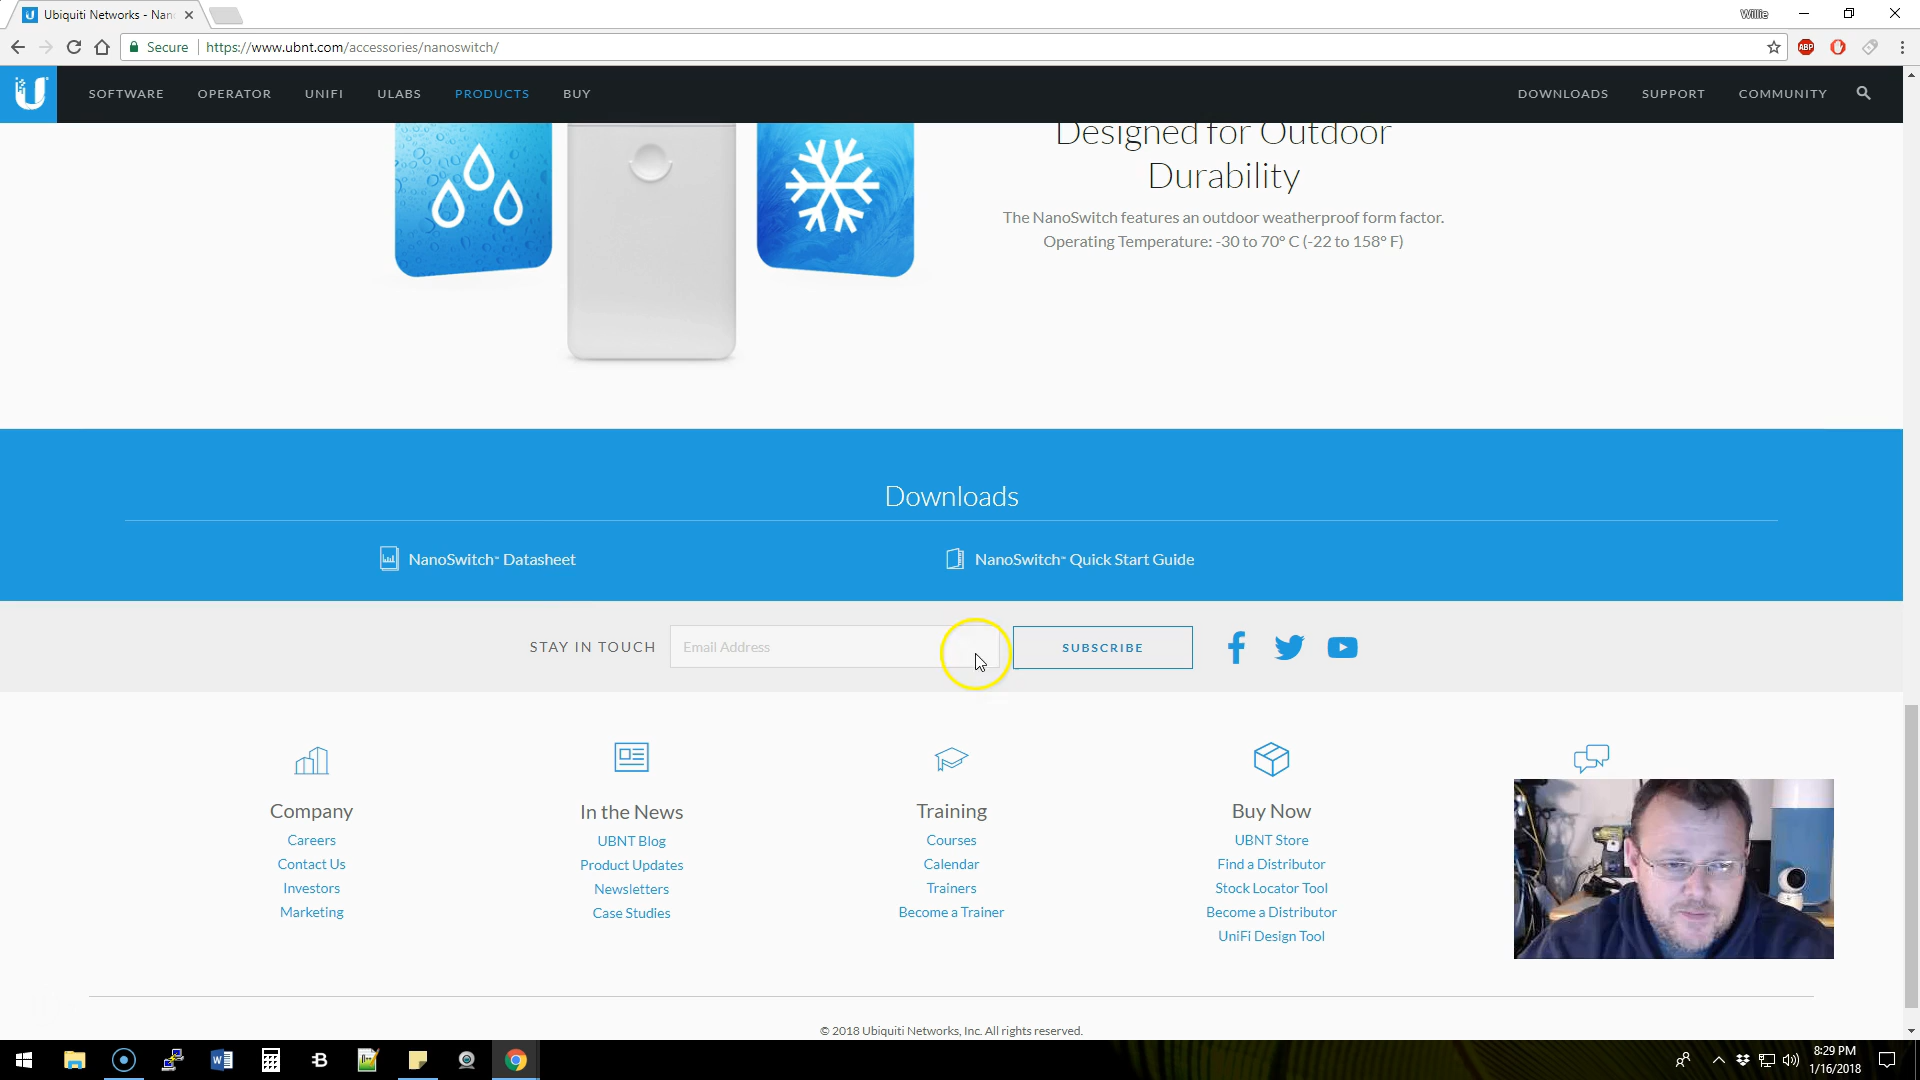 Ubiquiti Networks - Nan
Willie
Secure
https://www.ubnt.com/accessories/nanoswitch/
ABP
U
SOFTWARE
OPERATOR
UNIFI
ULABS
PRODUCTS
BUY
DOWNLOADS
SUPPORT
COMMUNITY
Designed for Outdoor
Durability
The NanoSwitch features an outdoor weatherproof form factor.
Operating Temperature: -30 to 70° C (-22 to 158° F)
Downloads
NanoSwitch™ Datasheet
NanoSwitch™ Quick Start Guide
STAY IN TOUCH
Email Address
SUBSCRIBE
Company
Careers
Contact Us
Investors
Marketing
In the News
UBNT Blog
Product Updates
Newsletters
Case Studies
Training
Courses
Calendar
Trainers
Become a Trainer
Buy Now
UBNT Store
Find a Distributor
Stock Locator Tool
Become a Distributor
UniFi Design Tool
© 2018 Ubiquiti Networks, Inc. All rights reserved.
8:29 PM
1/16/2018